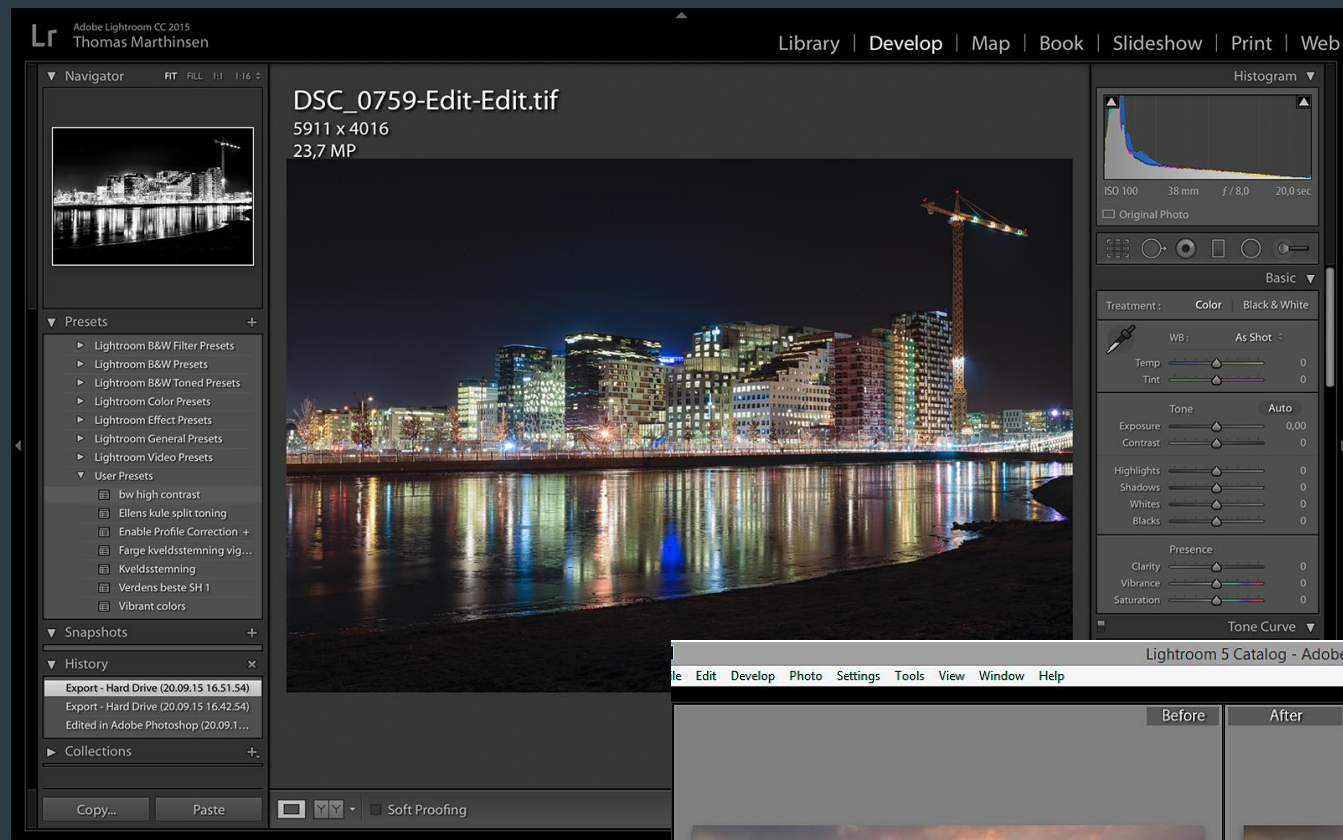 Lr
Adobe Lightroom CC 2015
Thomas Marthinsen
Library | Develop | Map | Book | Slideshow | Print | Web
Navigator FIT FILL 1:1 1:16
Presets +
Lightroom B&W Filter Presets
Lightroom B&W Presets
Lightroom B&W Toned Presets
Lightroom Color Presets
Lightroom Effect Presets
Lightroom General Presets
Lightroom Video Presets
User Presets
bw high contrast
Ellens kule split toning
Enable Profile Correction +
Farge kveldsstemning vig...
Kveldsstemning
Verdens beste SH 1
Vibrant colors
Snapshots +
History ×
Export - Hard Drive (20.09.15 16.51.54)
Export - Hard Drive (20.09.15 16.42.54)
Edited in Adobe Photoshop (20.09.1...
Collections +
Copy... Paste
DSC_0759-Edit-Edit.tif
5911 x 4016
23,7 MP
YY Soft Proofing
Histogram
ISO 100 38 mm ƒ / 8,0 20,0 sec
Original Photo
Basic
Treatment : Color | Black & White
WB : As Shot
Temp 0
Tint 0
Tone Auto
Exposure 0,00
Contrast 0
Highlights 0
Shadows 0
Whites 0
Blacks 0
Presence
Clarity 0
Vibrance 0
Saturation 0
Tone Curve
Lightroom 5 Catalog - Adobe
le Edit Develop Photo Settings Tools View Window Help
Before After